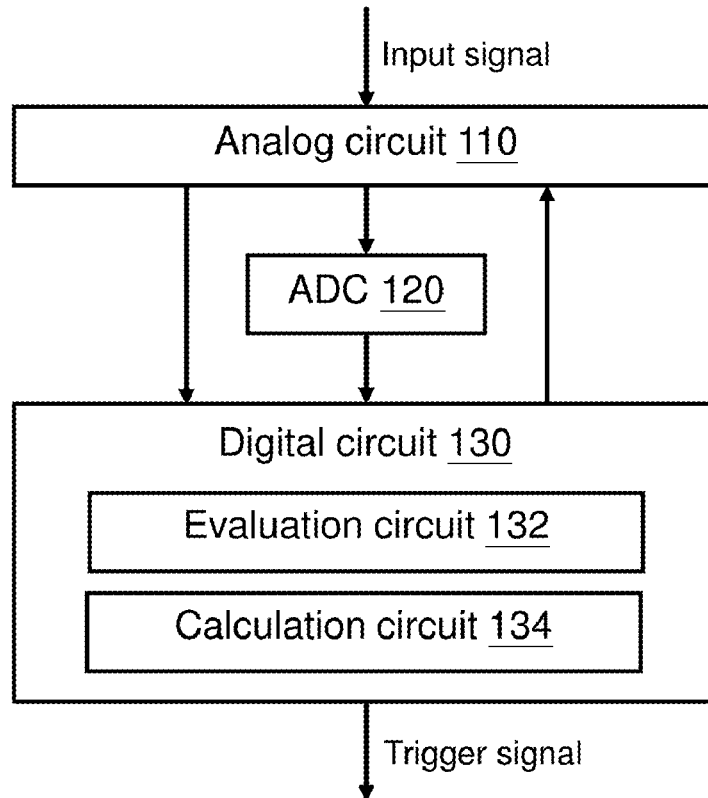 Input signal
Analog circuit 110
ADC 120
Digital circuit 130
Evaluation circuit 132
Calculation circuit 134
Trigger signal